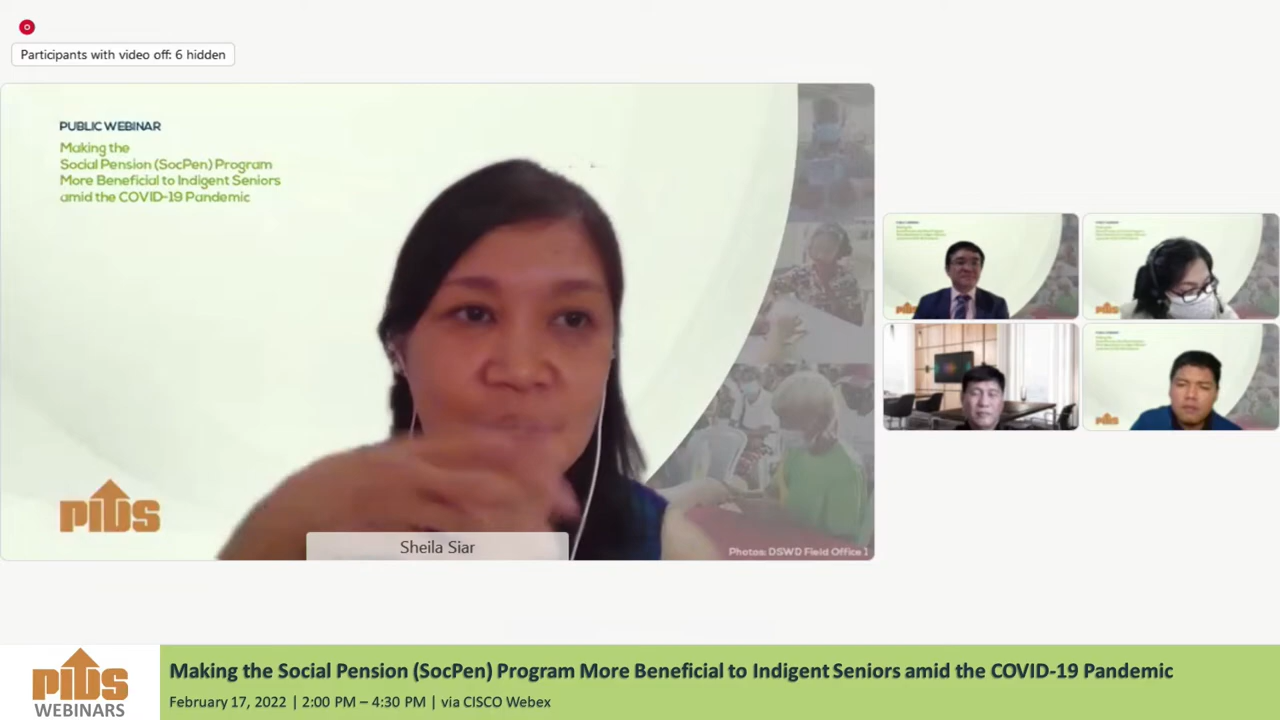 Participants with video off: 6 hidden
PUBLIC WEBINAR
Making the
Social Pension (SocPen) Program
More Beneficial to Indigent Seniors
amid the COVID-19 Pandemic
PIDS
Sheila Siar
Photos: DSWD Field Office 1
PIDS
WEBINARS
Making the Social Pension (SocPen) Program More Beneficial to Indigent Seniors amid the COVID-19 Pandemic
February 17, 2022 | 2:00 PM – 4:30 PM | via CISCO Webex